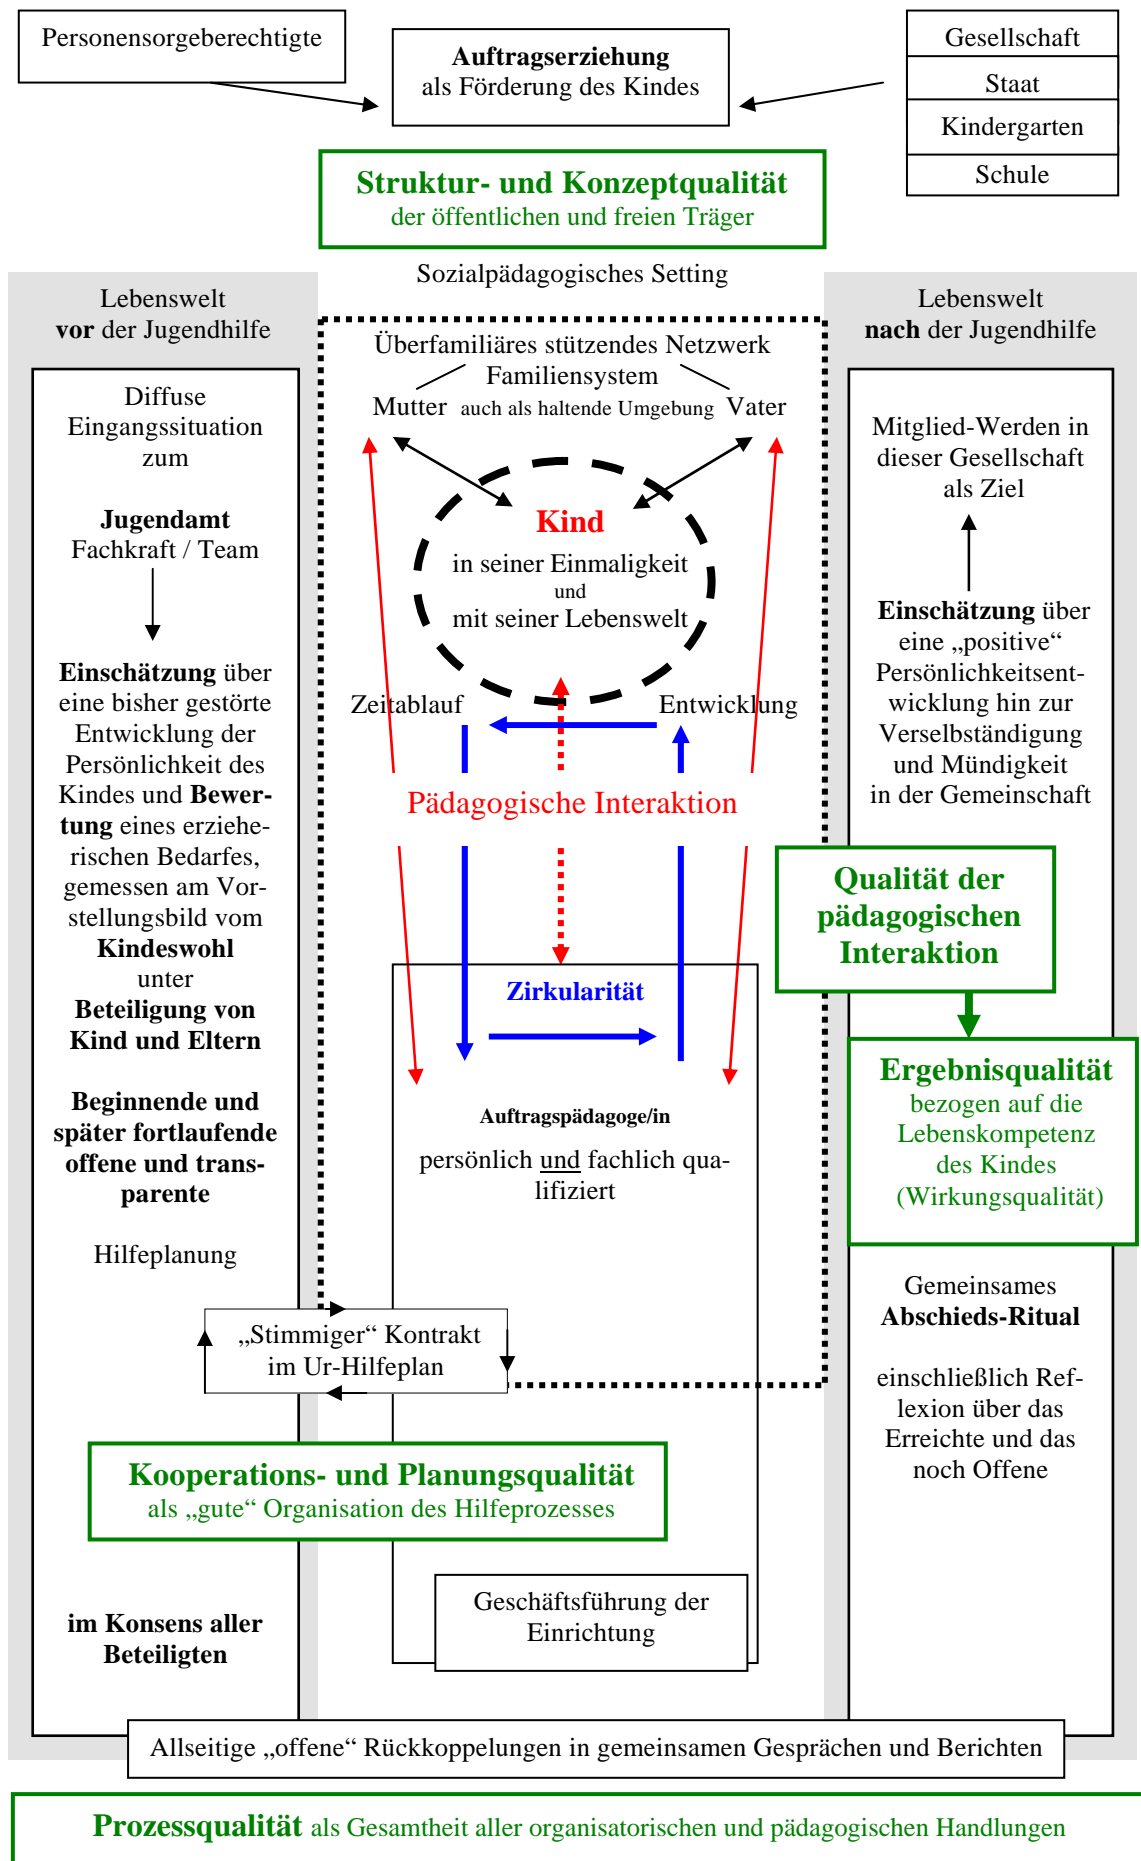 Personensorgeberechtigte
Auftragserziehung
als Förderung des Kindes
Gesellschaft
Staat
Kindergarten
Schule
Struktur- und Konzeptqualität
der öffentlichen und freien Träger
Sozialpädagogisches Setting
Lebenswelt
vor der Jugendhilfe
Diffuse
Eingangssituation
zum
Jugendamt
Fachkraft / Team
Einschätzung über
eine bisher gestörte
Entwicklung der
Persönlichkeit des
Kindes und Bewer-
tung eines erziehe-
rischen Bedarfes,
gemessen am Vor-
stellungsbild vom
Kindeswohl
unter
Beteiligung von
Kind und Eltern
Beginnende und
später fortlaufende
offene und trans-
parente
Hilfeplanung
„Stimmiger“ Kontrakt
im Ur-Hilfeplan
Kooperations- und Planungsqualität
als „gute“ Organisation des Hilfeprozesses
im Konsens aller
Beteiligten
Überfamiliäres stützendes Netzwerk
Familiensystem
Mutter auch als haltende Umgebung Vater
Kind
in seiner Einmaligkeit
und
mit seiner Lebenswelt
Zeitablauf Entwicklung
Pädagogische Interaktion
Zirkularität
Auftragspädagoge/in
persönlich und fachlich qua-
lifiziert
Geschäftsführung der
Einrichtung
Lebenswelt
nach der Jugendhilfe
Mitglied-Werden in
dieser Gesellschaft
als Ziel
Einschätzung über
eine „positive“
Persönlichkeitsent-
wicklung hin zur
Verselbständigung
und Mündigkeit
in der Gemeinschaft
Qualität der
pädagogischen
Interaktion
Ergebnisqualität
bezogen auf die
Lebenskompetenz
des Kindes
(Wirkungsqualität)
Gemeinsames
Abschieds-Ritual
einschließlich Ref-
lexion über das
Erreichte und das
noch Offene
Allseitige „offene“ Rückkoppelungen in gemeinsamen Gesprächen und Berichten
Prozessqualität als Gesamtheit aller organisatorischen und pädagogischen Handlungen